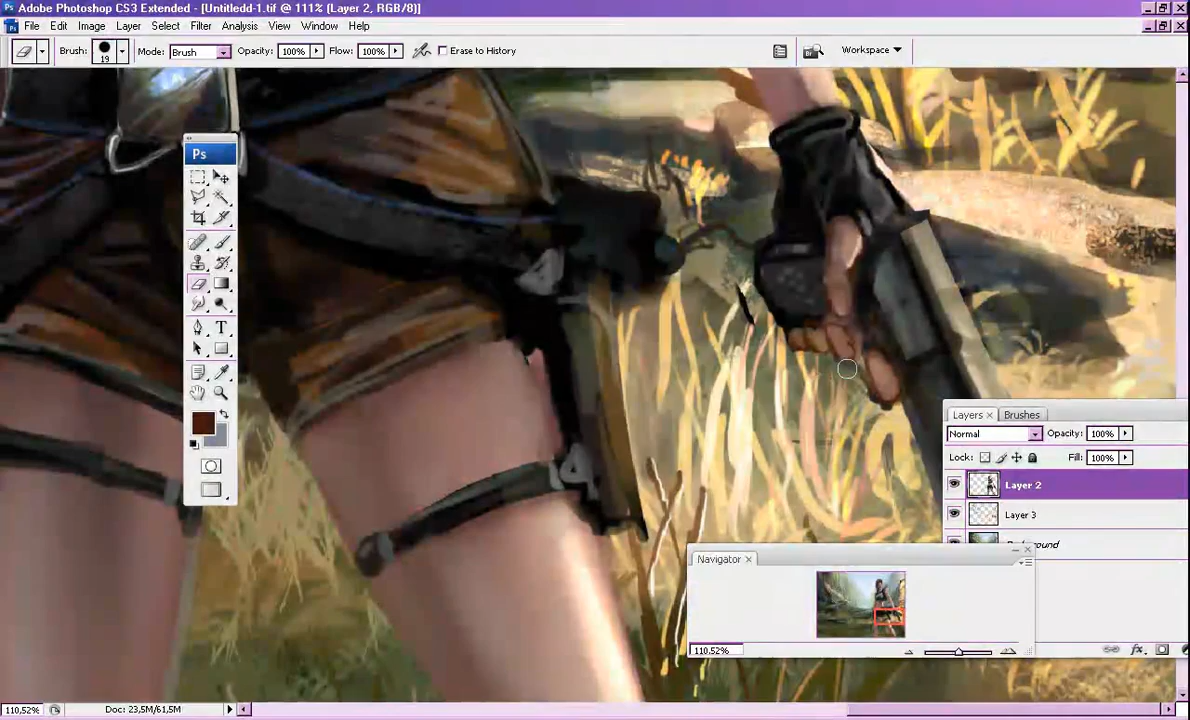 Adobe Photoshop CS3 Extended - [Untitledd-1.tif @ 111% (Layer 2, RGB/8)]
File Edit Image Layer Select Filter Analysis View Window Help
Brush: 19 Mode: Brush Opacity: 100% Flow: 100% Erase to History Workspace
Ps
T
Layers × Brushes
Normal Opacity: 100%
Lock: Fill: 100%
Layer 2
Layer 3
Navigator ×
110,52%
fx
110,52% Doc: 23,5M/61,5M